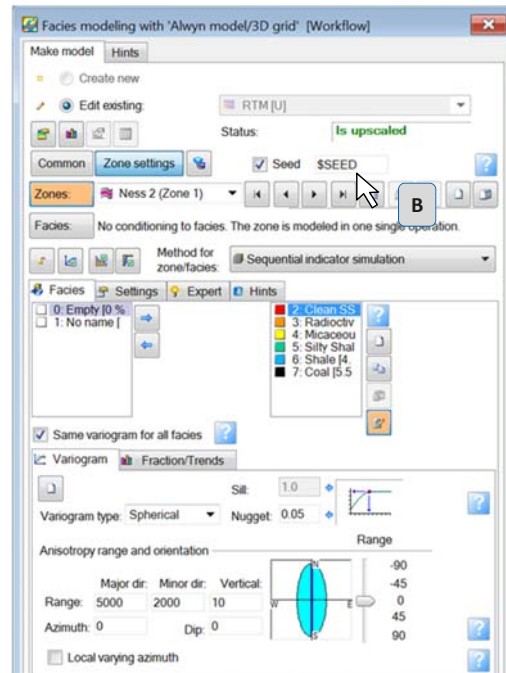 Facies modeling with 'Alwyn model/3D grid' [Workflow]
Make model Hints
Create new
Edit existing: RTM [U]
Status: Is upscaled
Common Zone settings Seed $SEED
Zones: Ness 2 (Zone 1)
B
Facies: No conditioning to facies. The zone is modeled in one single operation.
Method for zone/facies: Sequential indicator simulation
Facies Settings Expert Hints
0: Empty [0 % 2: Clean SS
1: No name [ 3: Radioctiv
4: Micaceou
5: Silty Shal
6: Shale [4.
7: Coal [5.5
Same variogram for all facies
Variogram Fraction/Trends
Sill: 1.0
Variogram type: Spherical Nugget: 0.05
Anisotropy range and orientation Range
Major dir: Minor dir: Vertical:
Range: 5000 2000 10
Azimuth: 0 Dip: 0
N
W E
S
-90
-45
0
45
90
Local varying azimuth